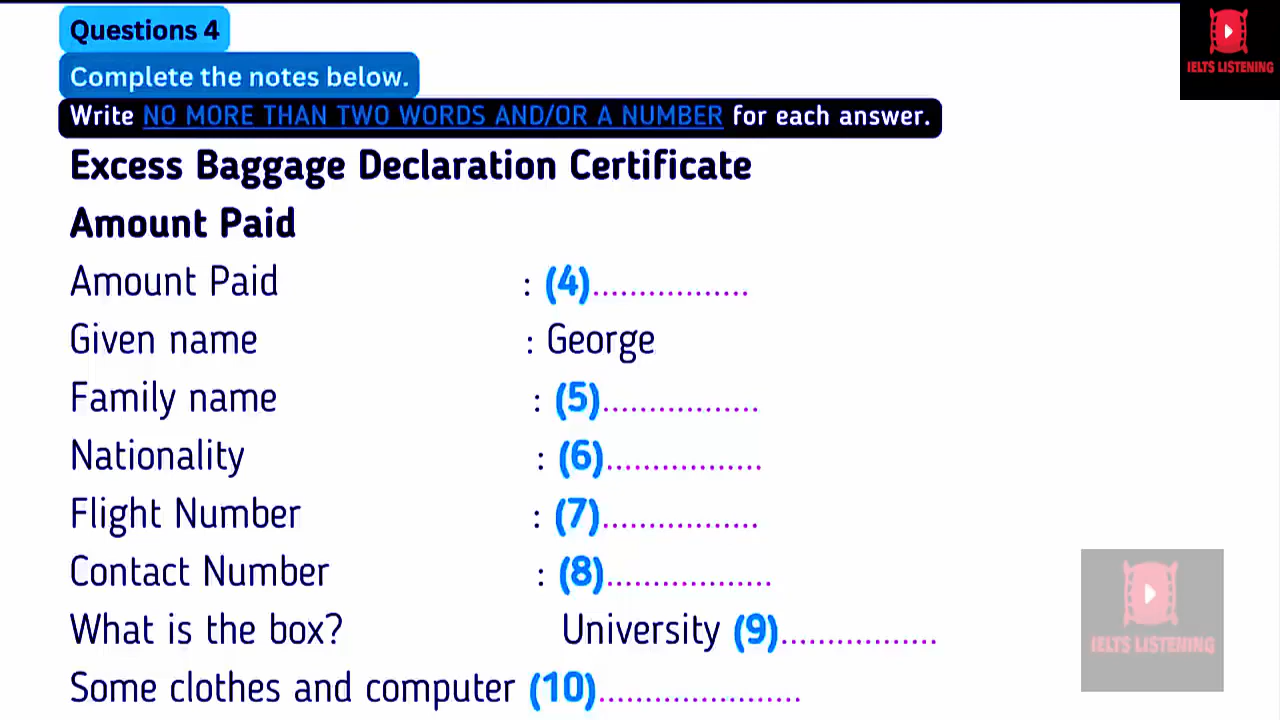 Questions 4
IELTS LISTENING
Complete the notes below.
Write NO MORE THAN TWO WORDS AND/OR A NUMBER for each answer.
Excess Baggage Declaration Certificate
Amount Paid
Amount Paid : (4).................
Given name : George
Family name : (5).................
Nationality : (6).................
Flight Number : (7).................
Contact Number : (8)..................
What is the box? University (9).................
IELTS LISTENING
Some clothes and computer (10)......................